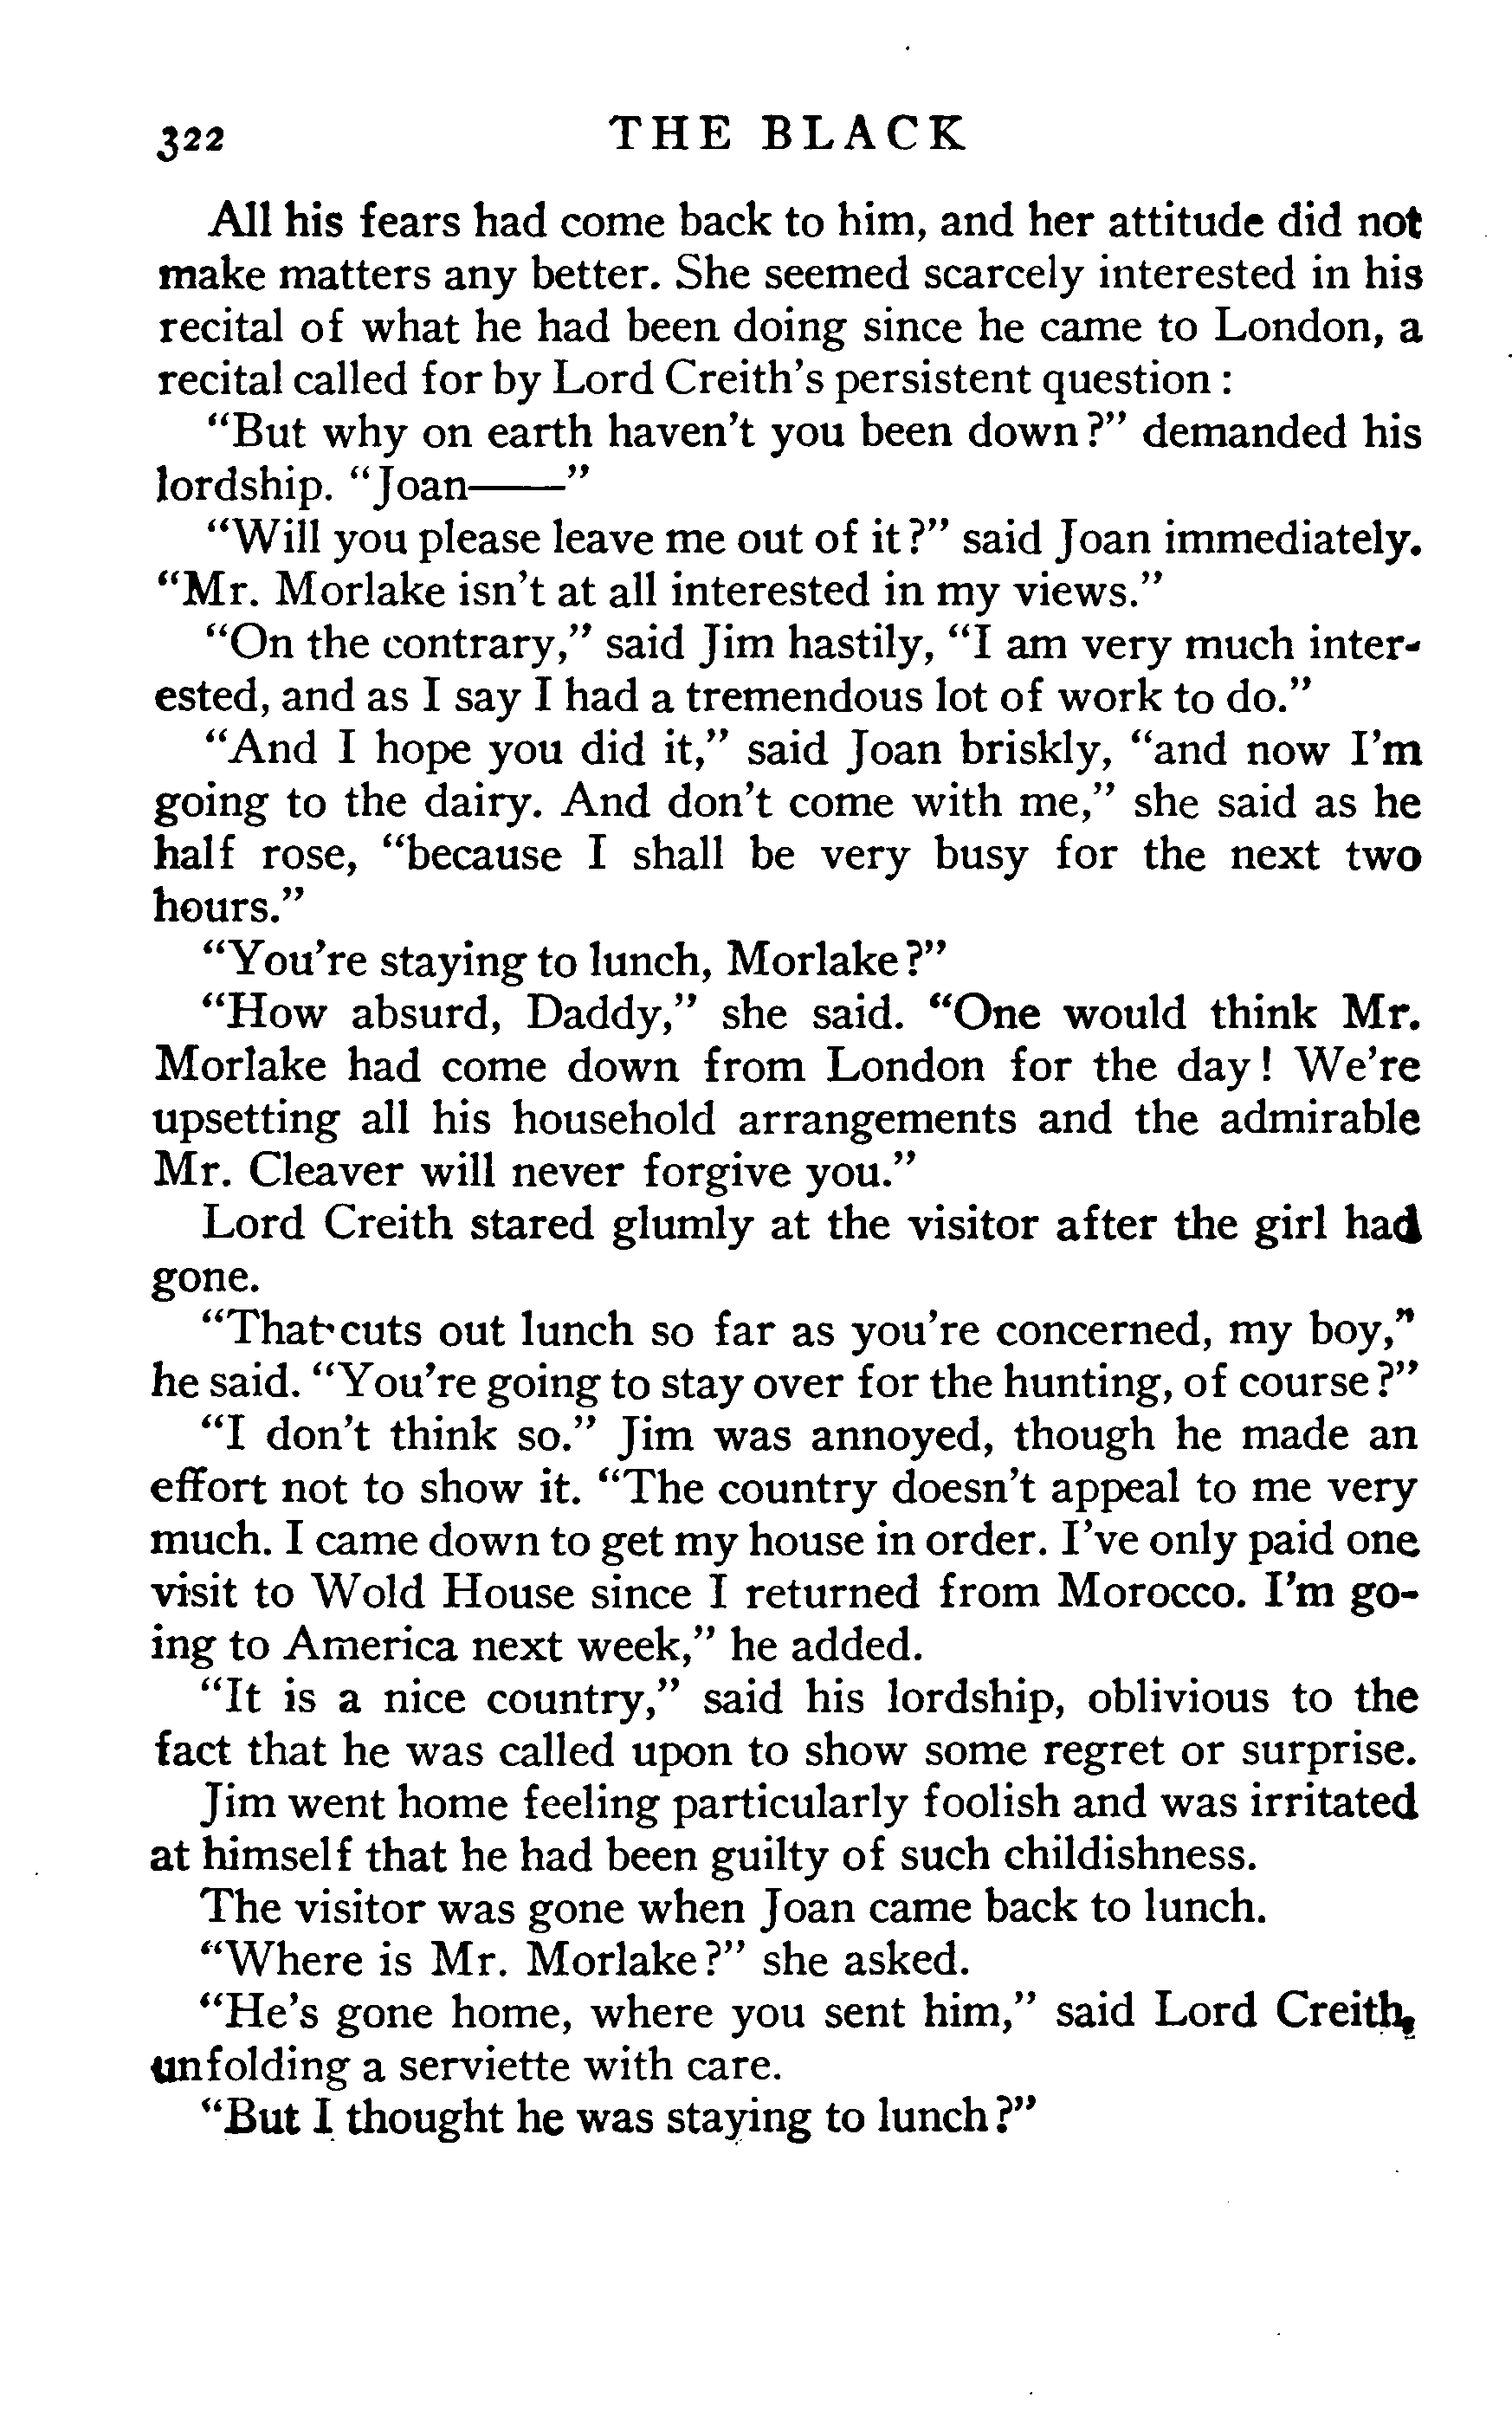 322 THE BLACK
All his fears had come back to him, and her attitude did not
make matters any better. She seemed scarcely interested in his
recital of what he had been doing since he came to London, a
recital called for by Lord Creith's persistent question:
"But why on earth haven't you been down?" demanded his
lordship. "Joan——"
"Will you please leave me out of it?" said Joan immediately.
"Mr. Morlake isn't at all interested in my views."
"On the contrary," said Jim hastily, "I am very much inter-
ested, and as I say I had a tremendous lot of work to do."
"And I hope you did it," said Joan briskly, "and now I'm
going to the dairy. And don't come with me," she said as he
half rose, "because I shall be very busy for the next two
hours."
"You're staying to lunch, Morlake?"
"How absurd, Daddy," she said. "One would think Mr.
Morlake had come down from London for the day! We're
upsetting all his household arrangements and the admirable
Mr. Cleaver will never forgive you."
Lord Creith stared glumly at the visitor after the girl had
gone.
"That cuts out lunch so far as you're concerned, my boy,"
he said. "You're going to stay over for the hunting, of course?"
"I don't think so." Jim was annoyed, though he made an
effort not to show it. "The country doesn't appeal to me very
much. I came down to get my house in order. I've only paid one
visit to Wold House since I returned from Morocco. I'm go-
ing to America next week," he added.
"It is a nice country," said his lordship, oblivious to the
fact that he was called upon to show some regret or surprise.
Jim went home feeling particularly foolish and was irritated
at himself that he had been guilty of such childishness.
The visitor was gone when Joan came back to lunch.
"Where is Mr. Morlake?" she asked.
"He's gone home, where you sent him," said Lord Creith,
unfolding a serviette with care.
"But I thought he was staying to lunch?"